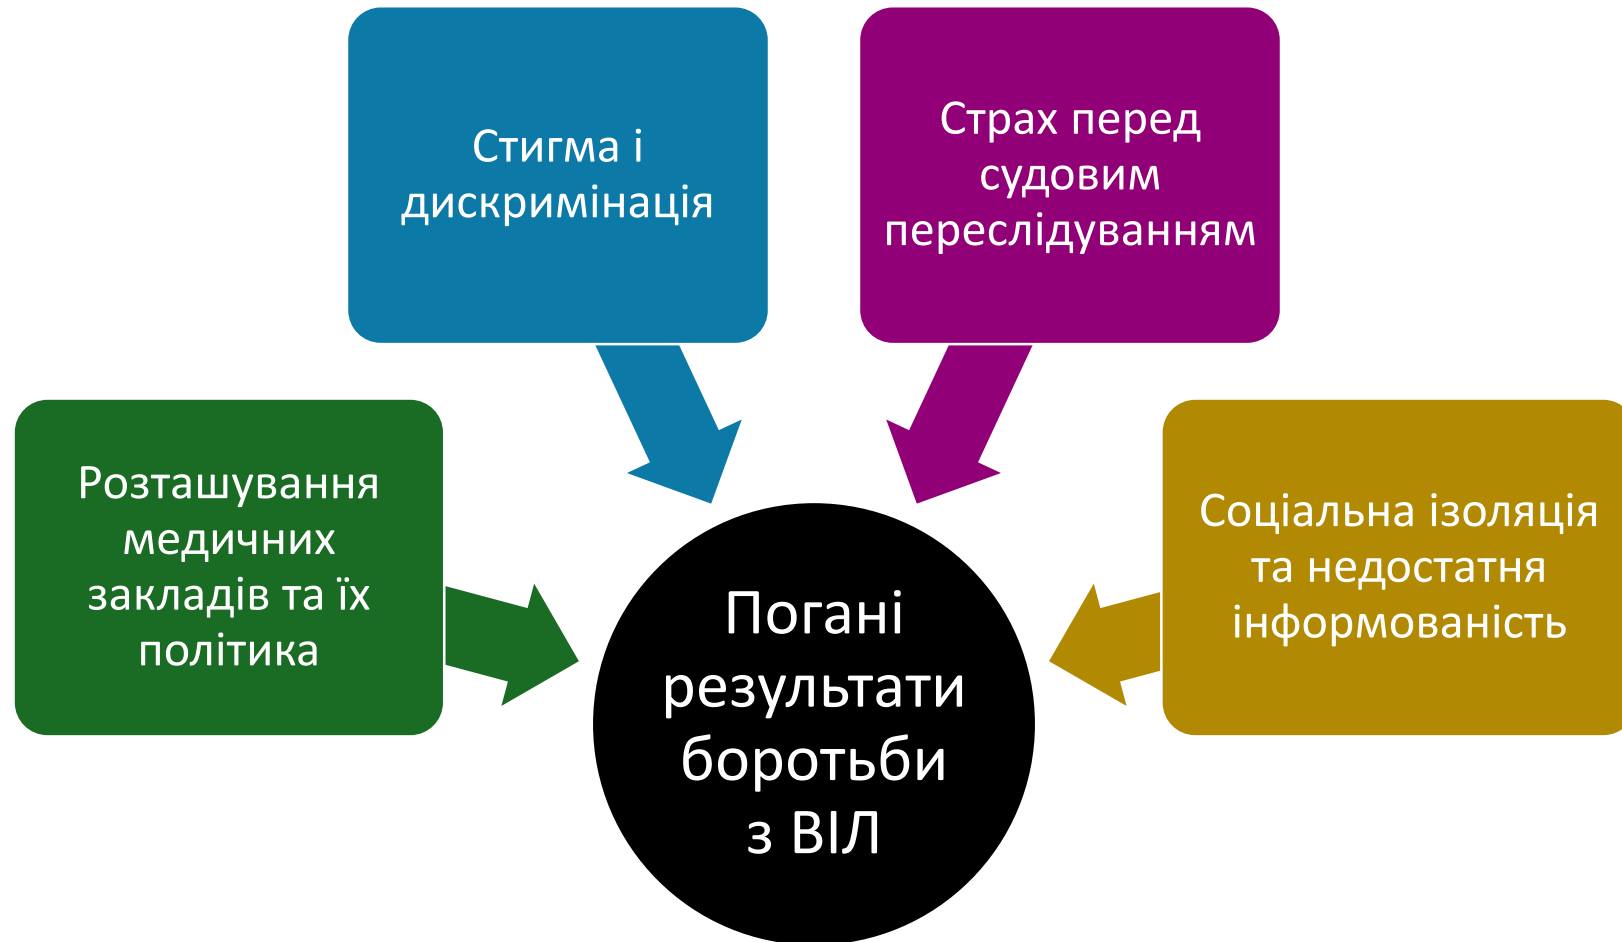 Стигма і
дискримінація
Страх перед
судовим
переслідуванням
Розташування
медичних
закладів та їх
політика
Соціальна ізоляція
та недостатня
інформованість
Погані
результати
боротьби
з ВІЛ